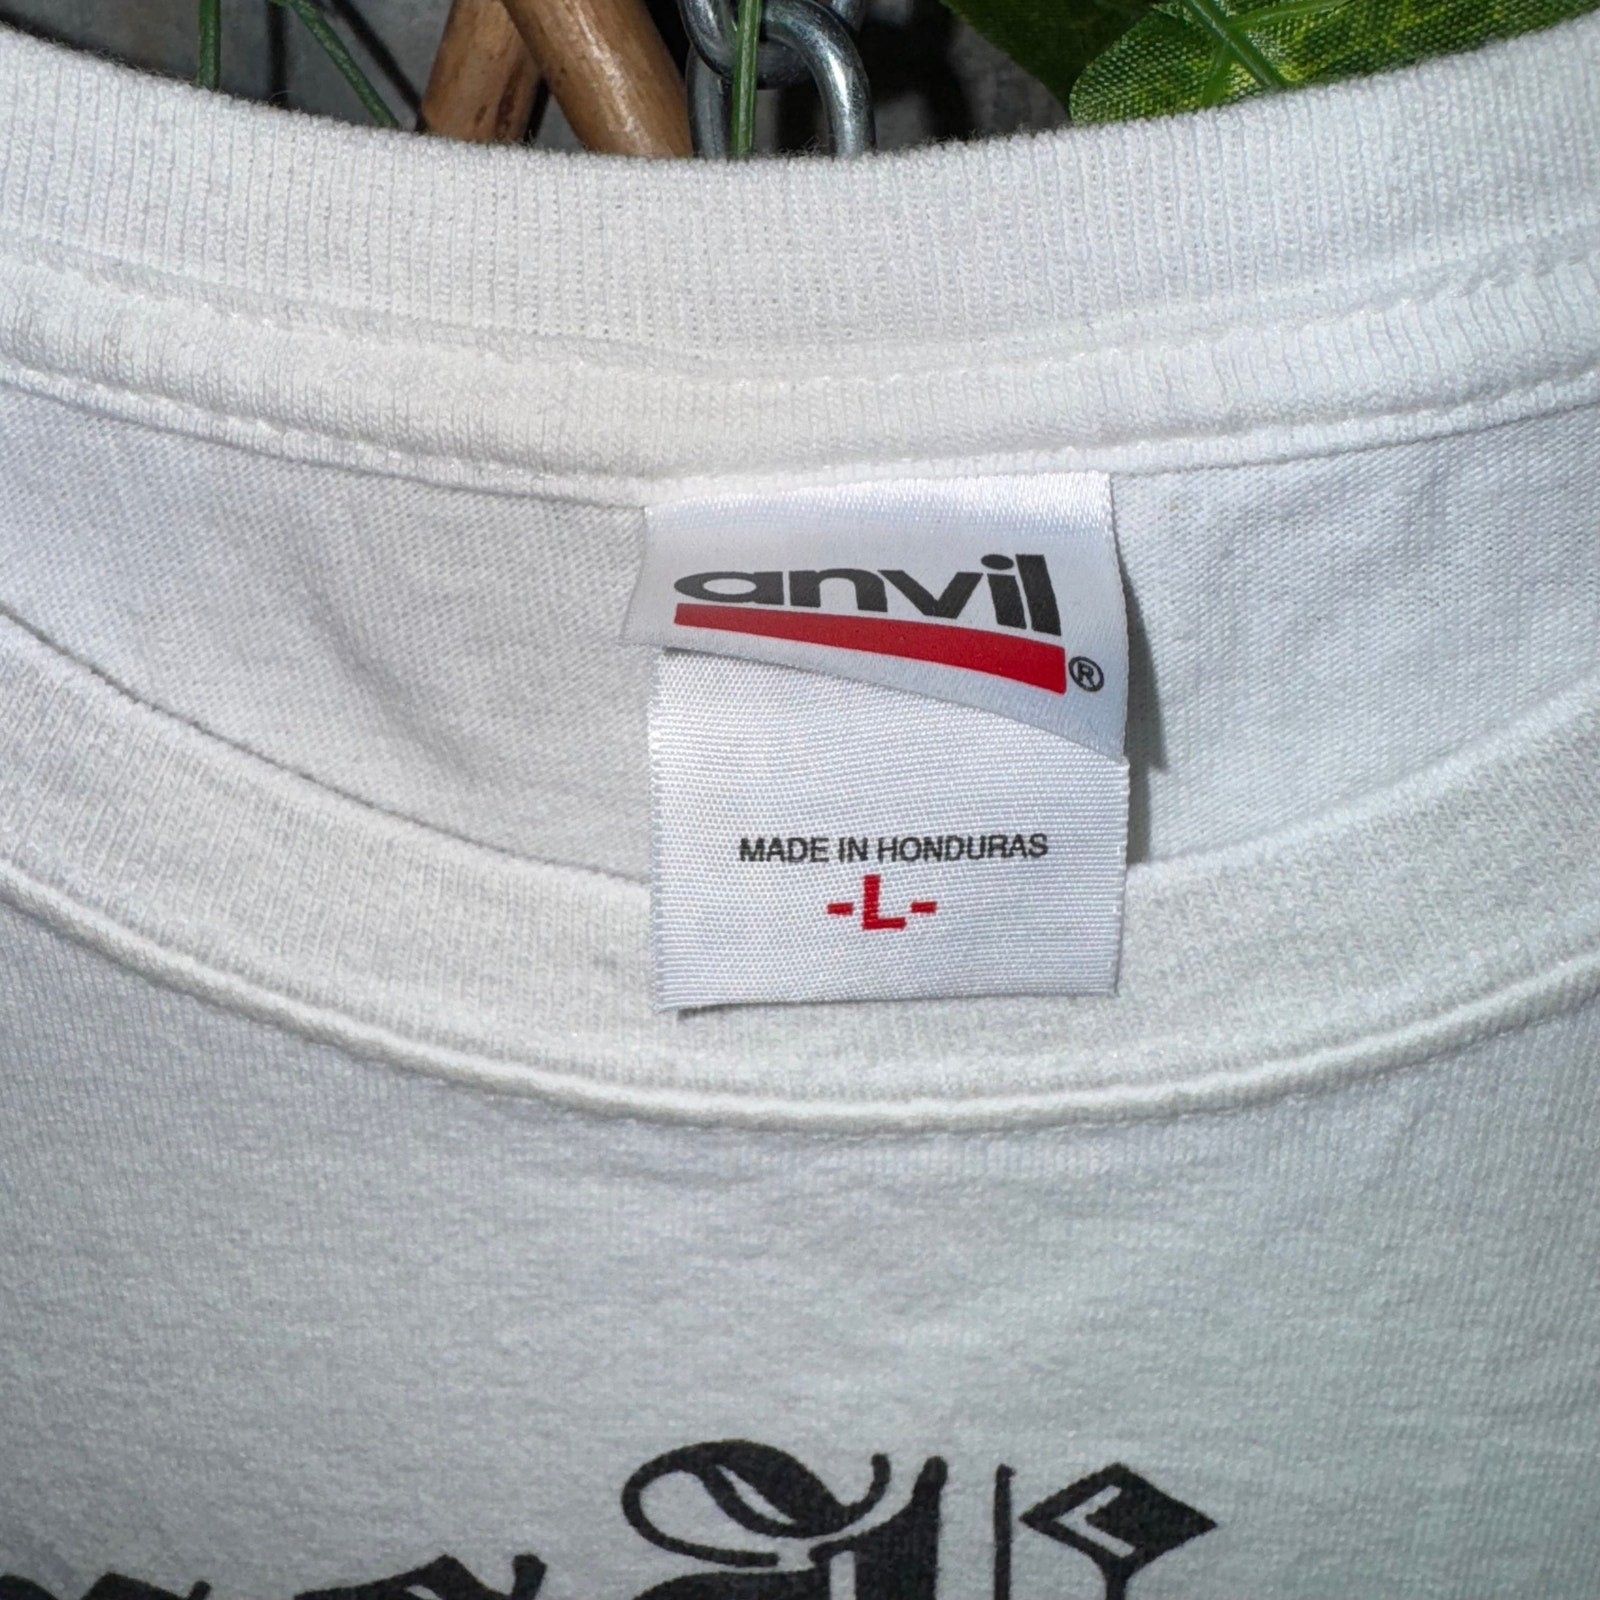 anvil®
MADE IN HONDURAS
-L-